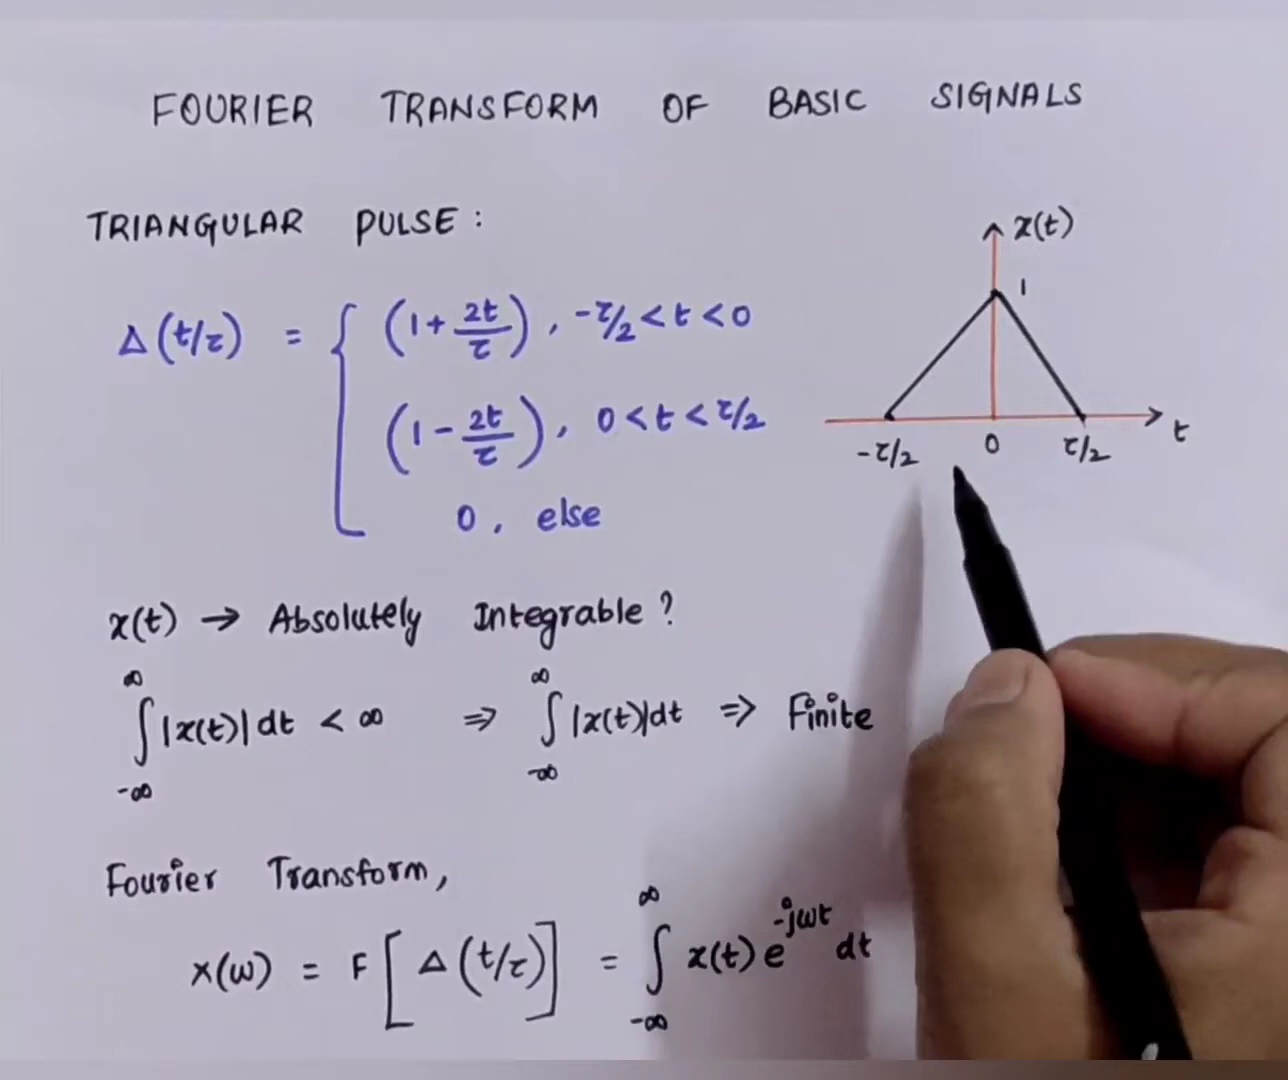 FOURIER TRANSFORM OF BASIC SIGNALS
TRIANGULAR PULSE :
Δ(t/τ) = { (1 + 2t/τ), -τ/2 < t < 0
(1 - 2t/τ), 0 < t < τ/2
0, else
x(t)
1
-τ/2 0 τ/2 t
x(t) → Absolutely Integrable ?
∫_{-∞}^{∞} |x(t)| dt < ∞ ⇒ ∫_{-∞}^{∞} |x(t)| dt ⇒ Finite
Fourier Transform,
X(ω) = F[Δ(t/τ)] = ∫_{-∞}^{∞} x(t) e^{-jωt} dt